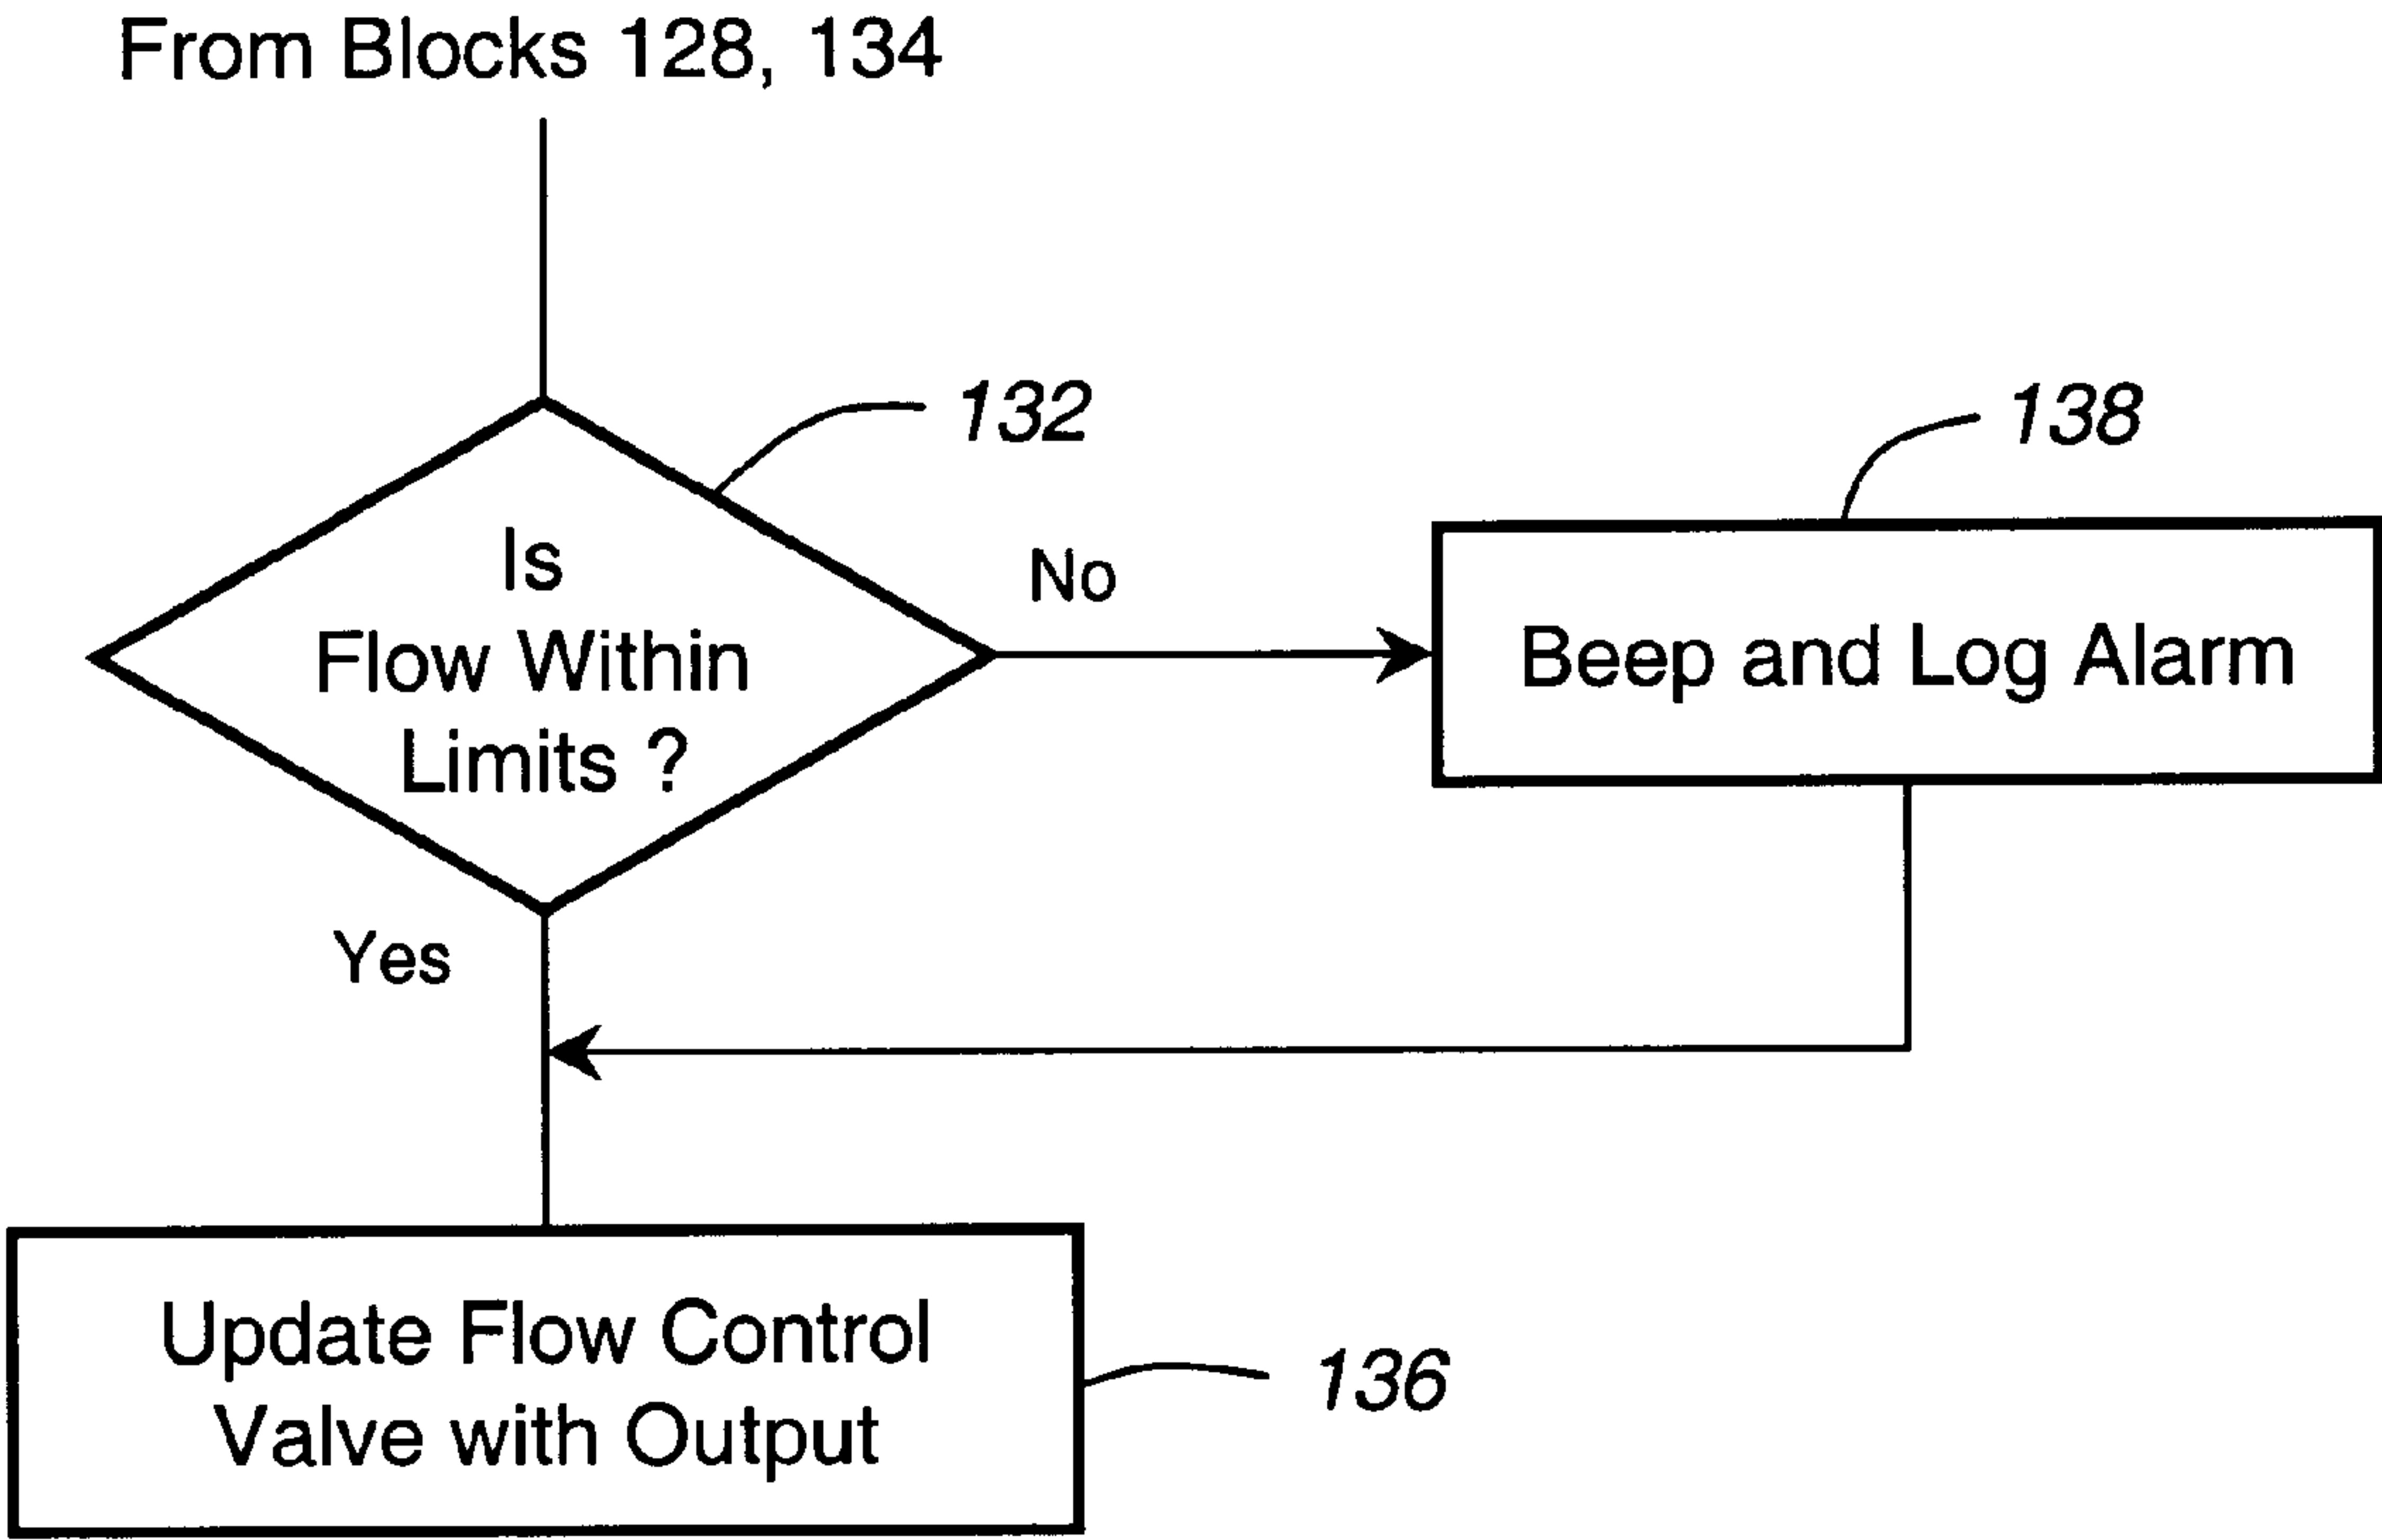 From Blocks 128, 134
132
138
Is
Flow Within
Limits ?
No
Beep and Log Alarm
Yes
Update Flow Control
Valve with Output
136